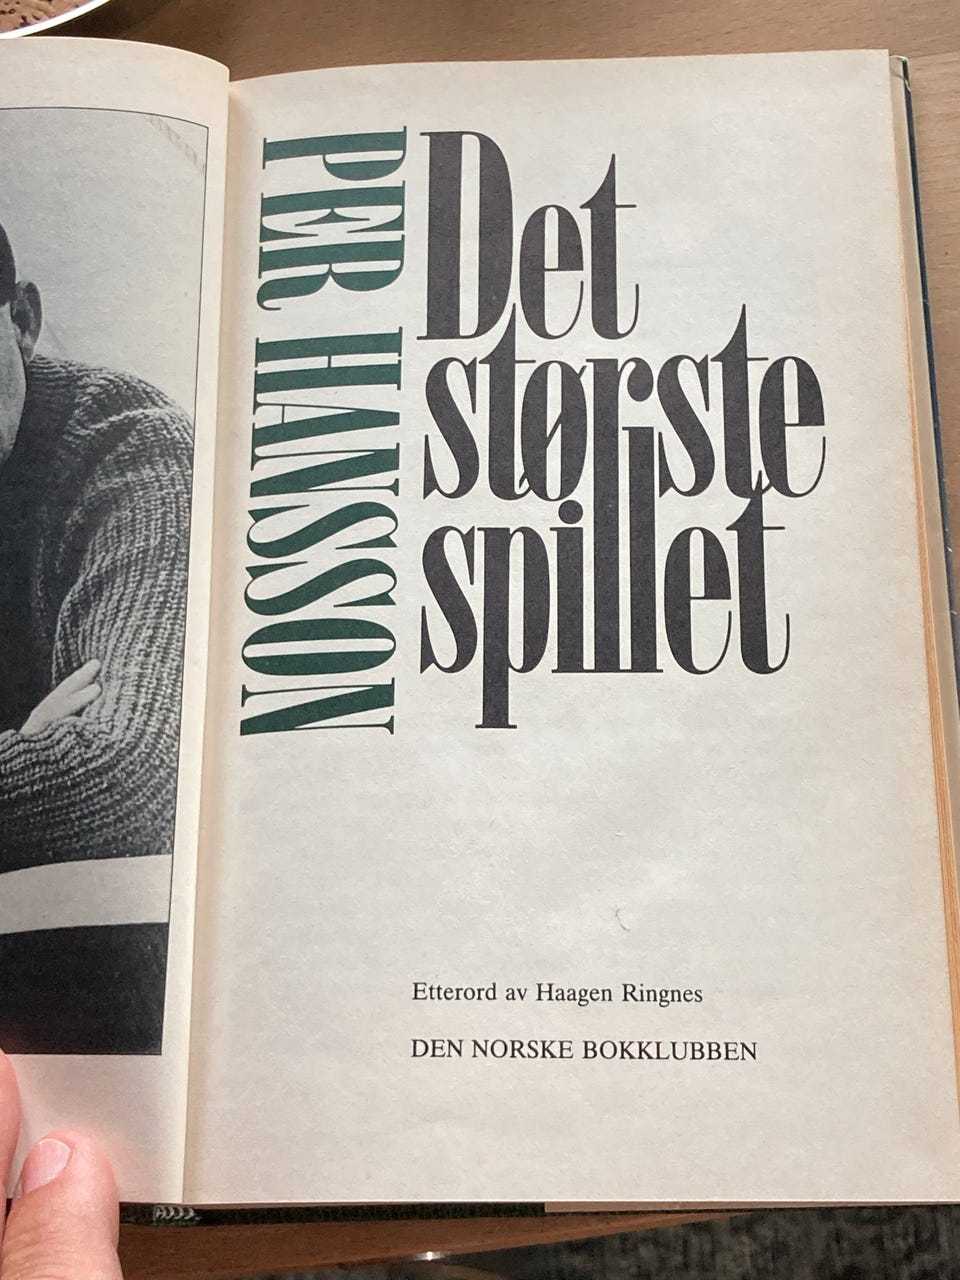 PER HANSSON
Det
største
spillet
Etterord av Haagen Ringnes
DEN NORSKE BOKKLUBBEN